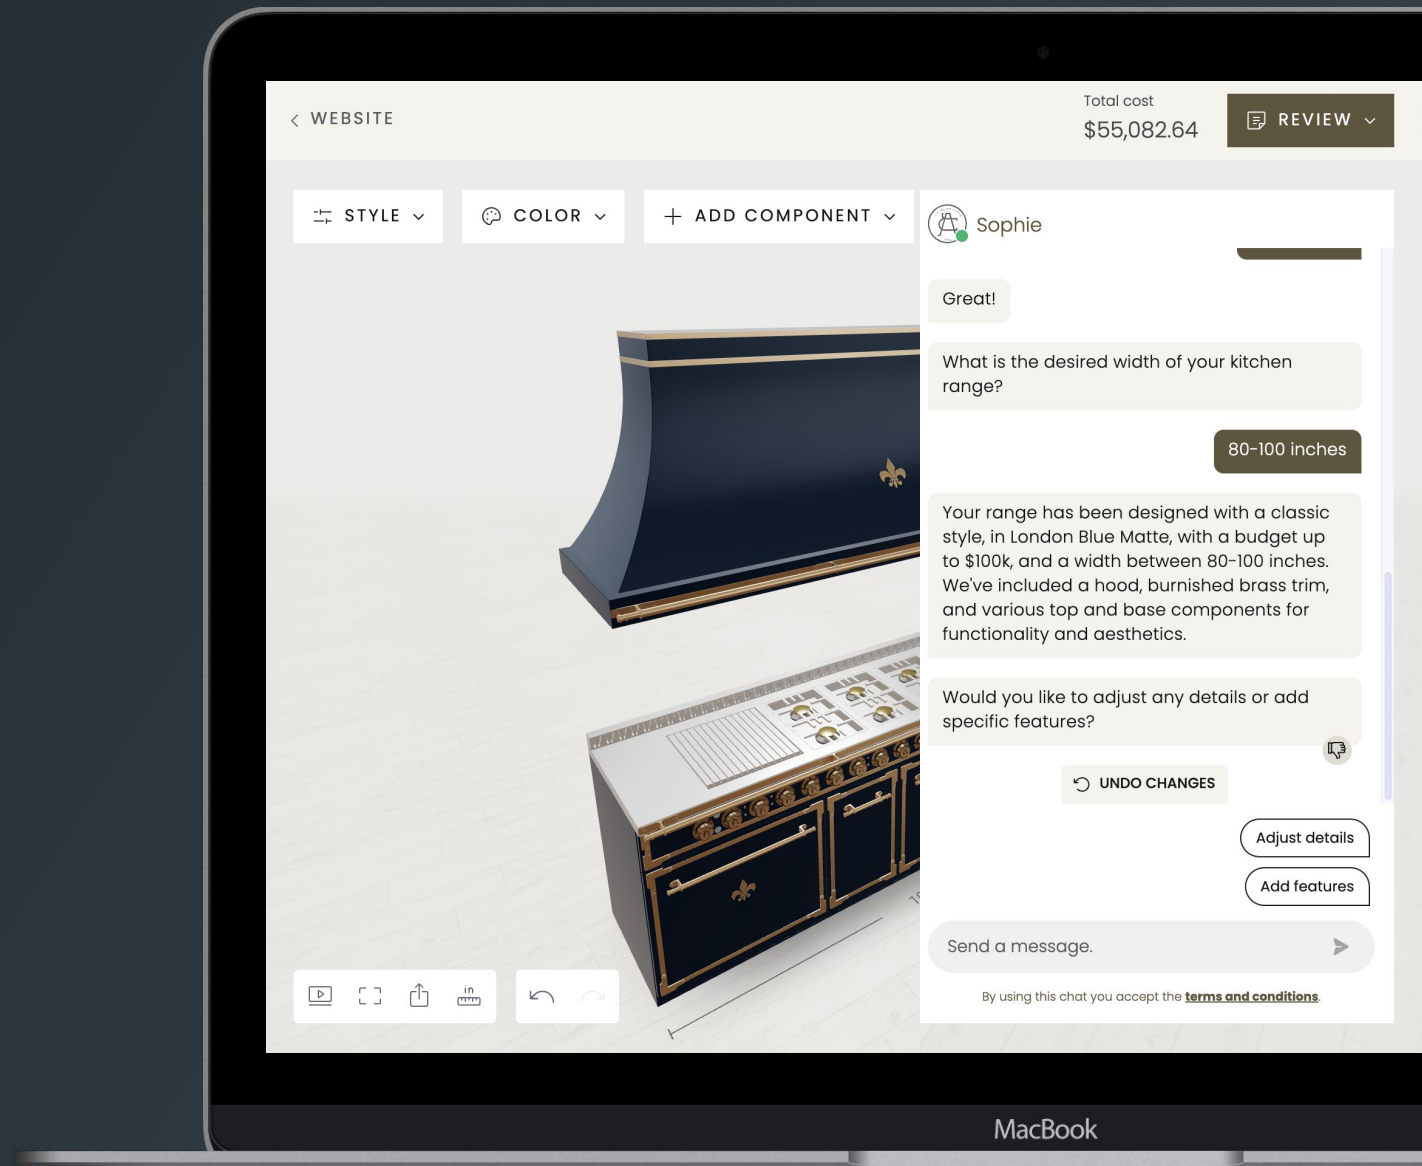 WEBSITE
Total cost
$55,082.64
REVIEW
STYLE
COLOR
ADD COMPONENT
Sophie
Great!
What is the desired width of your kitchen
range?
80-100 inches
Your range has been designed with a classic
style, in London Blue Matte, with a budget up
to $100k, and a width between 80-100 inches.
We've included a hood, burnished brass trim,
and various top and base components for
functionality and aesthetics.
Would you like to adjust any details or add
specific features?
UNDO CHANGES
Adjust details
Add features
Send a message.
By using this chat you accept the terms and conditions.
in
MacBook